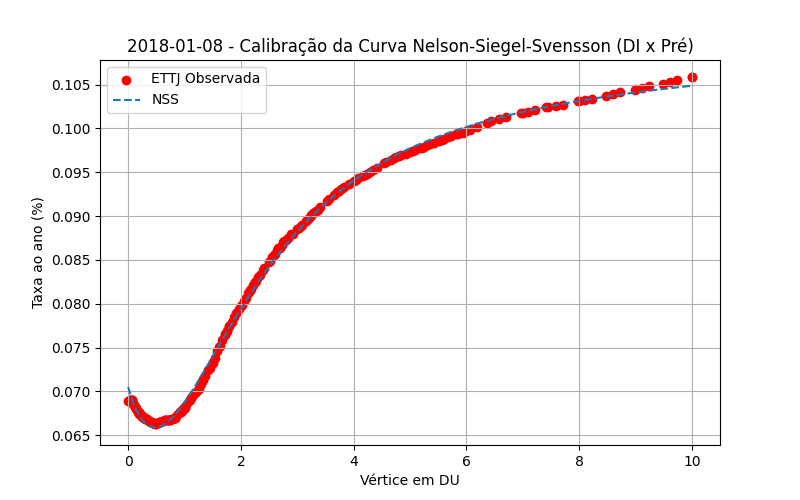 2018-01-08 - Calibração da Curva Nelson-Siegel-Svensson (DI x Pré)
ETTJ Observada
NSS
Taxa ao ano (%)
0.105
0.100
0.095
0.090
0.085
0.080
0.075
0.070
0.065
0 2 4 6 8 10
Vértice em DU